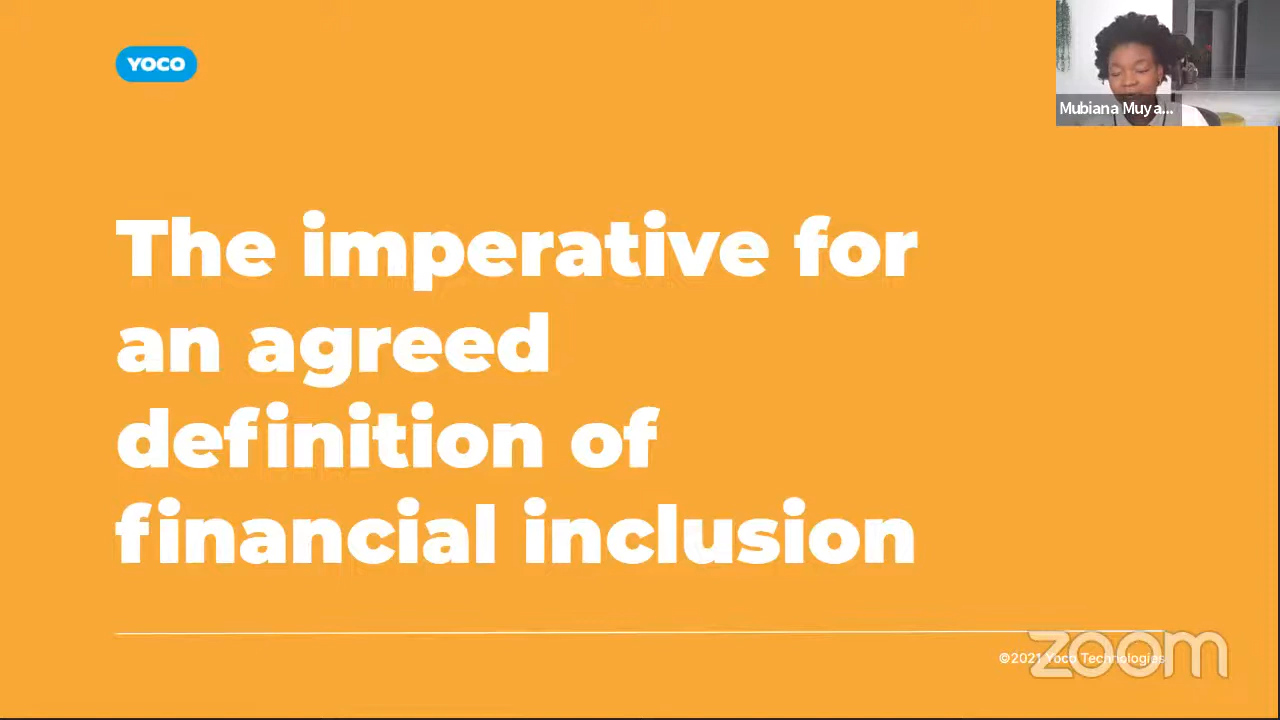 YOCO
Mubiana Muya...
The imperative for
an agreed
definition of
financial inclusion
©2021 Yoco Technologies
zoom